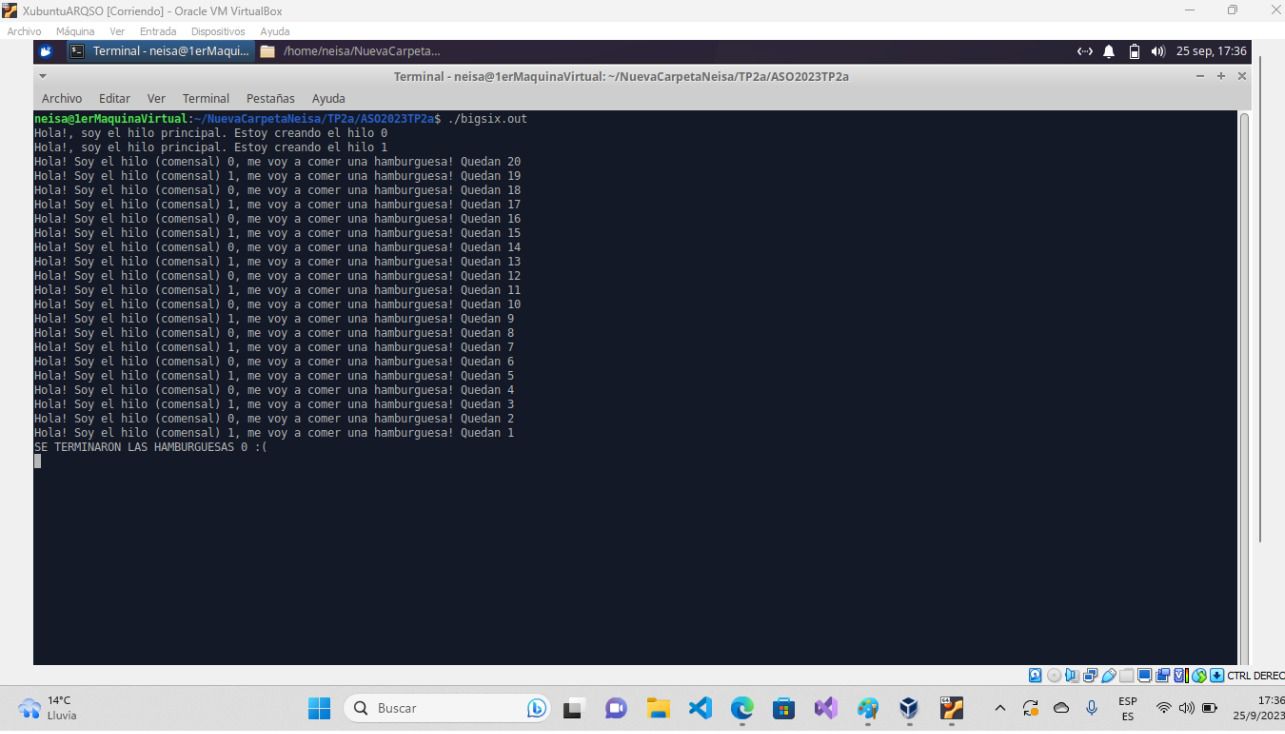 XubuntuARQSO [Corriendo] - Oracle VM VirtualBox
Archivo Máquina Ver Entrada Dispositivos Ayuda
Terminal - neisa@1erMaqui... /home/neisa/NuevaCarpeta... 25 sep, 17:36
Terminal - neisa@1erMaquinaVirtual: ~/NuevaCarpetaNeisa/TP2a/ASO2023TP2a
Archivo Editar Ver Terminal Pestañas Ayuda
neisa@1erMaquinaVirtual:~/NuevaCarpetaNeisa/TP2a/ASO2023TP2a$ ./bigsix.out
Hola!, soy el hilo principal. Estoy creando el hilo 0
Hola!, soy el hilo principal. Estoy creando el hilo 1
Hola! Soy el hilo (comensal) 0, me voy a comer una hamburguesa! Quedan 20
Hola! Soy el hilo (comensal) 1, me voy a comer una hamburguesa! Quedan 19
Hola! Soy el hilo (comensal) 0, me voy a comer una hamburguesa! Quedan 18
Hola! Soy el hilo (comensal) 1, me voy a comer una hamburguesa! Quedan 17
Hola! Soy el hilo (comensal) 0, me voy a comer una hamburguesa! Quedan 16
Hola! Soy el hilo (comensal) 1, me voy a comer una hamburguesa! Quedan 15
Hola! Soy el hilo (comensal) 0, me voy a comer una hamburguesa! Quedan 14
Hola! Soy el hilo (comensal) 1, me voy a comer una hamburguesa! Quedan 13
Hola! Soy el hilo (comensal) 0, me voy a comer una hamburguesa! Quedan 12
Hola! Soy el hilo (comensal) 1, me voy a comer una hamburguesa! Quedan 11
Hola! Soy el hilo (comensal) 0, me voy a comer una hamburguesa! Quedan 10
Hola! Soy el hilo (comensal) 1, me voy a comer una hamburguesa! Quedan 9
Hola! Soy el hilo (comensal) 0, me voy a comer una hamburguesa! Quedan 8
Hola! Soy el hilo (comensal) 1, me voy a comer una hamburguesa! Quedan 7
Hola! Soy el hilo (comensal) 0, me voy a comer una hamburguesa! Quedan 6
Hola! Soy el hilo (comensal) 1, me voy a comer una hamburguesa! Quedan 5
Hola! Soy el hilo (comensal) 0, me voy a comer una hamburguesa! Quedan 4
Hola! Soy el hilo (comensal) 1, me voy a comer una hamburguesa! Quedan 3
Hola! Soy el hilo (comensal) 0, me voy a comer una hamburguesa! Quedan 2
Hola! Soy el hilo (comensal) 1, me voy a comer una hamburguesa! Quedan 1
SE TERMINARON LAS HAMBURGUESAS 0 :(
CTRL DEREC
14°C
Lluvia
Buscar
ESP
ES
17:36
25/9/2023